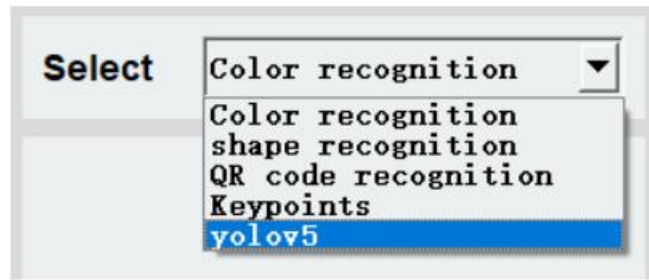 Select
Color recognition
Color recognition
shape recognition
QR code recognition
Keypoints
yolov5